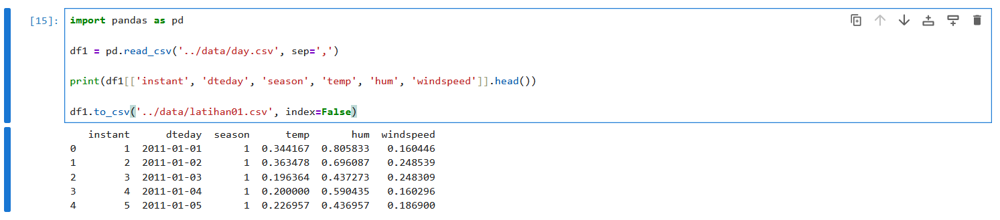 [15]: import pandas as pd
df1 = pd.read_csv('../data/day.csv', sep=',')
print(df1[['instant', 'dteday', 'season', 'temp', 'hum', 'windspeed']].head())
df1.to_csv('../data/latihan01.csv', index=False)
instant dteday season temp hum windspeed
0 1 2011-01-01 1 0.344167 0.805833 0.160446
1 2 2011-01-02 1 0.363478 0.696087 0.248539
2 3 2011-01-03 1 0.196364 0.437273 0.248309
3 4 2011-01-04 1 0.200000 0.590435 0.160296
4 5 2011-01-05 1 0.226957 0.436957 0.186900